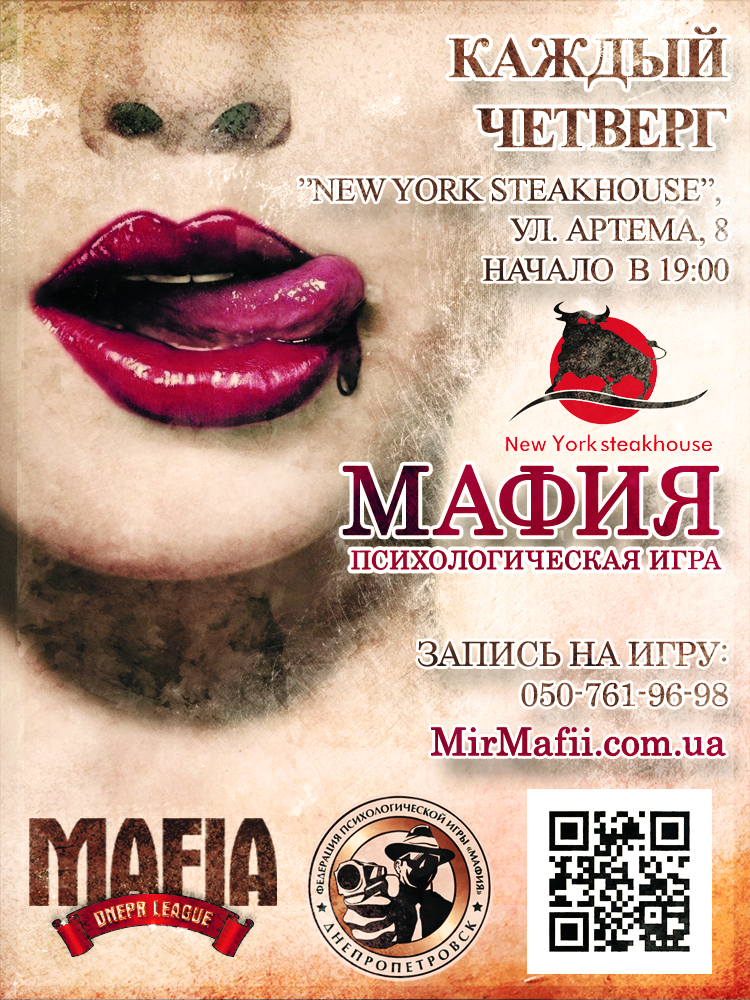 КАЖДЫЙ
ЧЕТВЕРГ
"NEW YORK STEAKHOUSE",
УЛ. АРТЕМА, 8
НАЧАЛО В 19:00
New York steakhouse
МАФИЯ
ПСИХОЛОГИЧЕСКАЯ ИГРА
ЗАПИСЬ НА ИГРУ:
050-761-96-98
MirMafii.com.ua
MAFIA
DNEPR LEAGUE
ФЕДЕРАЦИЯ ПСИХОЛОГИЧЕСКОЙ ИГРЫ «МАФИЯ»
ДНЕПРОПЕТРОВСК